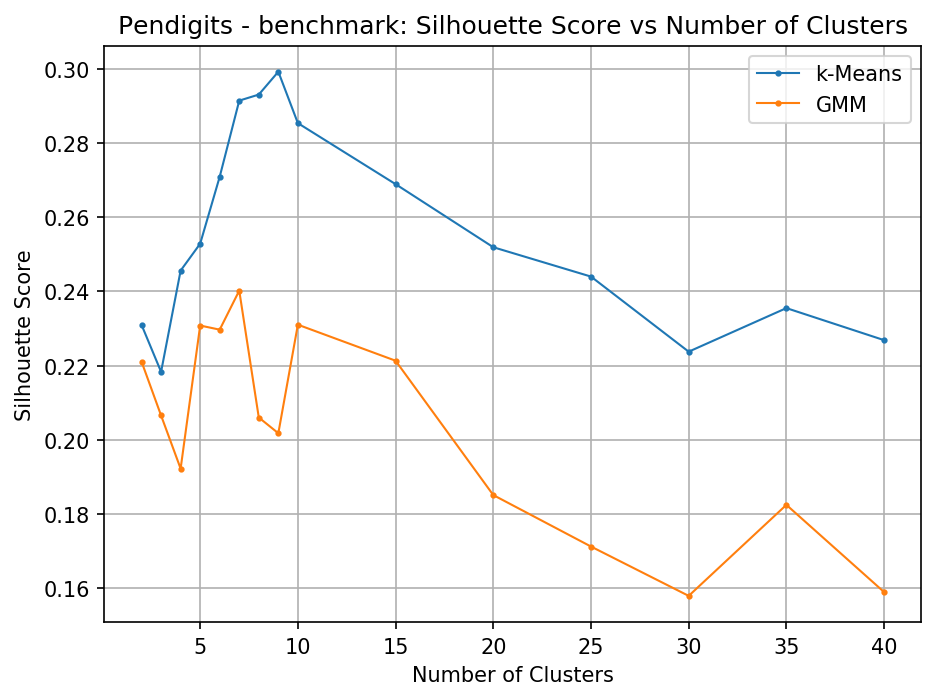 Pendigits - benchmark: Silhouette Score vs Number of Clusters
k-Means
GMM
Silhouette Score
0.30
0.28
0.26
0.24
0.22
0.20
0.18
0.16
5 10 15 20 25 30 35 40
Number of Clusters